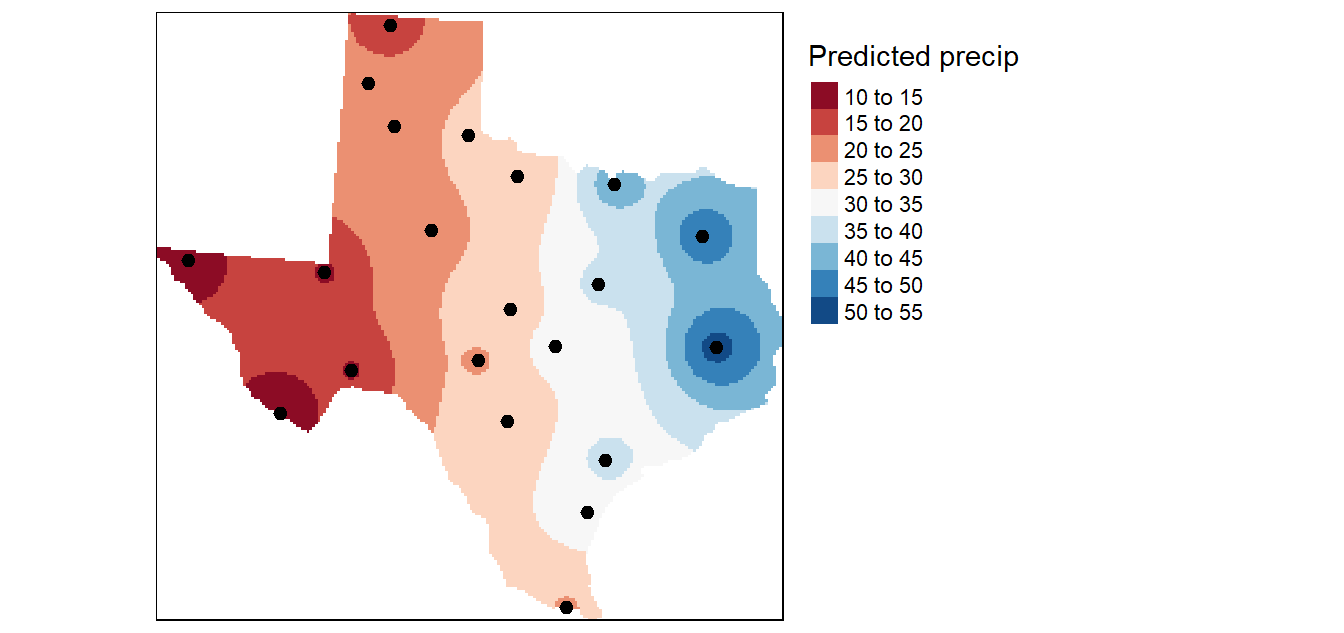 Predicted precip
10 to 15
15 to 20
20 to 25
25 to 30
30 to 35
35 to 40
40 to 45
45 to 50
50 to 55